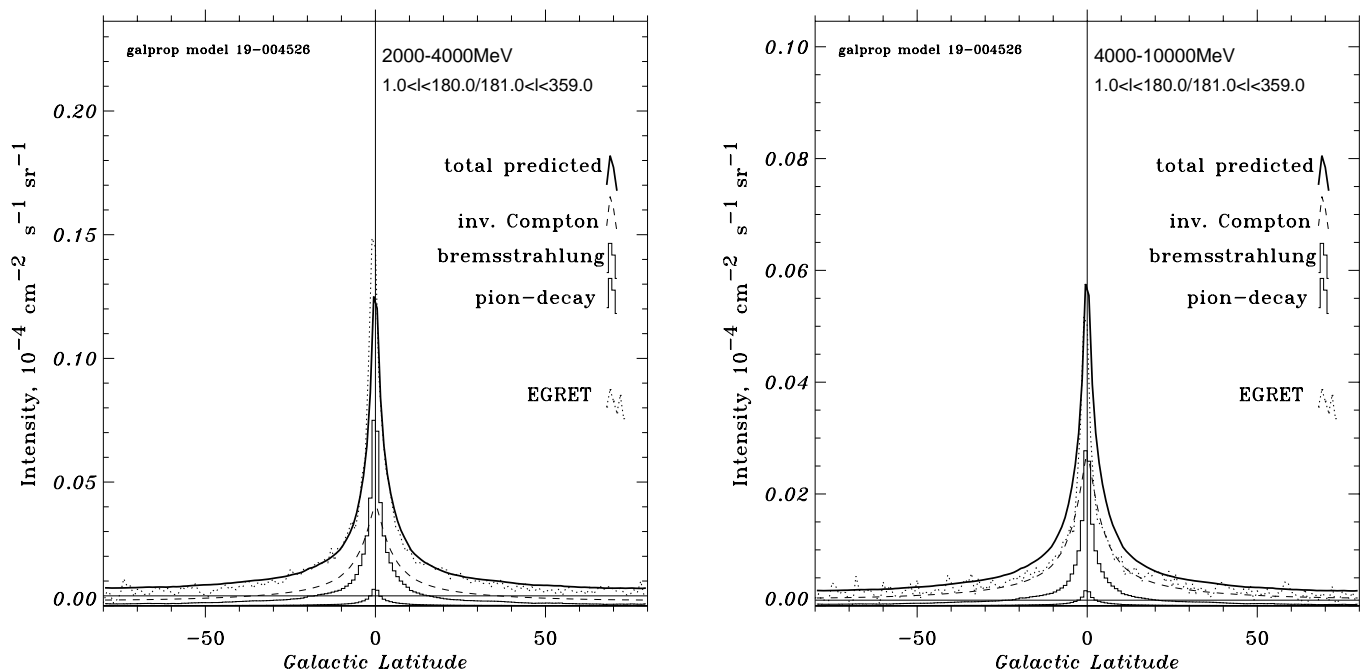 galprop model 19-004526
2000-4000MeV
1.0<l<180.0/181.0<l<359.0
total predicted
inv. Compton
bremsstrahlung
pion-decay
EGRET
Intensity, 10⁻⁴ cm⁻² s⁻¹ sr⁻¹
0.20
0.15
0.10
0.05
0.00
-50 0 50
Galactic Latitude
galprop model 19-004526
4000-10000MeV
1.0<l<180.0/181.0<l<359.0
total predicted
inv. Compton
bremsstrahlung
pion-decay
EGRET
Intensity, 10⁻⁴ cm⁻² s⁻¹ sr⁻¹
0.10
0.08
0.06
0.04
0.02
0.00
-50 0 50
Galactic Latitude